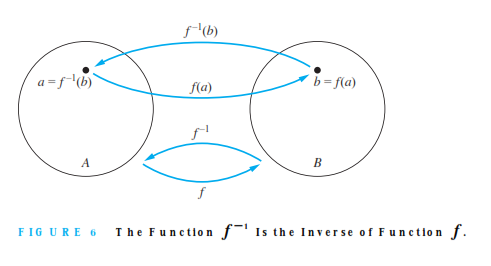 f⁻¹(b)
a = f⁻¹(b)
b = f(a)
f(a)
f⁻¹
A
B
f
FIGURE 6 The Function f⁻¹ Is the Inverse of Function f.